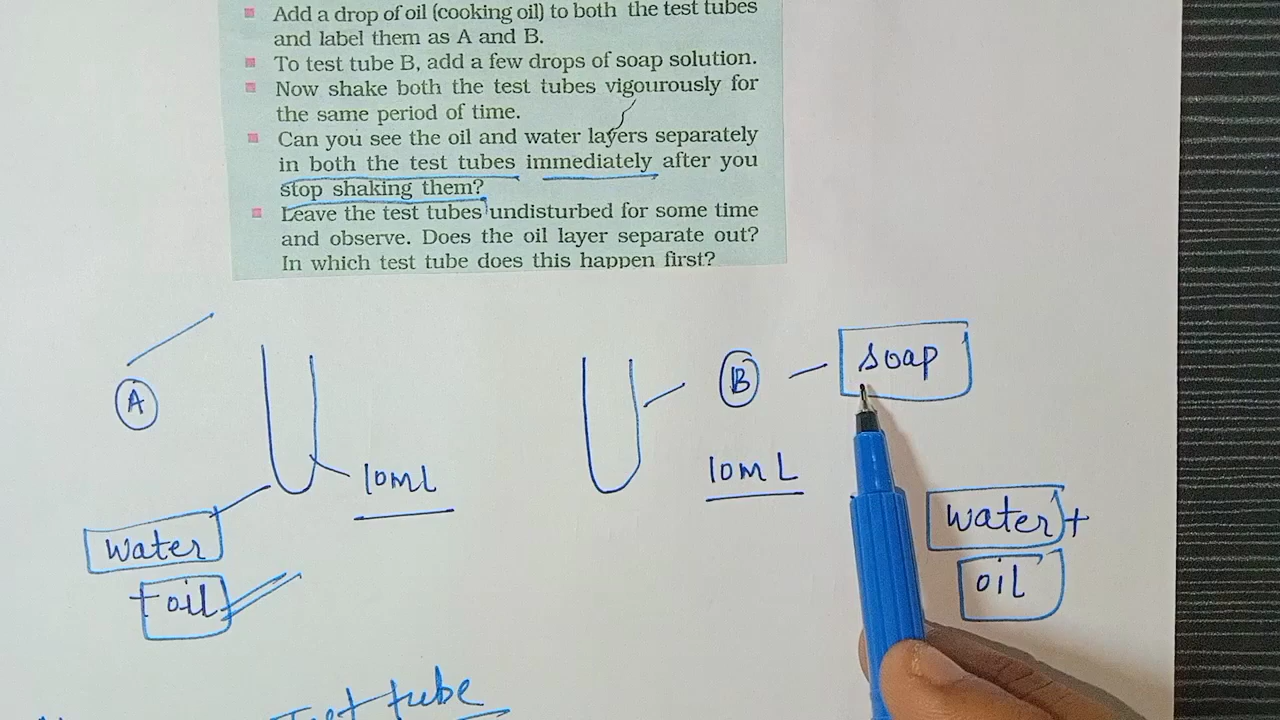 Add a drop of oil (cooking oil) to both the test tubes
and label them as A and B.
To test tube B, add a few drops of soap solution.
Now shake both the test tubes vigourously for
the same period of time.
Can you see the oil and water layers separately
in both the test tubes immediately after you
stop shaking them?
Leave the test tubes undisturbed for some time
and observe. Does the oil layer separate out?
In which test tube does this happen first?
A
10mL
B
soap
10mL
water
+oil
water+
oil
Test tube